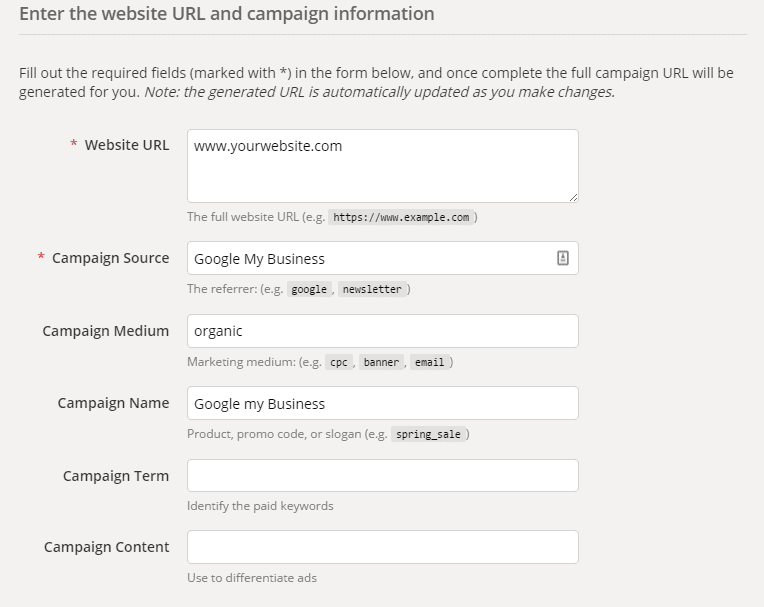 Enter the website URL and campaign information
Fill out the required fields (marked with *) in the form below, and once complete the full campaign URL will be
generated for you. Note: the generated URL is automatically updated as you make changes.
* Website URL www.yourwebsite.com
The full website URL (e.g. https://www.example.com )
* Campaign Source Google My Business
The referrer: (e.g. google , newsletter )
Campaign Medium organic
Marketing medium: (e.g. cpc , banner , email )
Campaign Name Google my Business
Product, promo code, or slogan (e.g. spring_sale )
Campaign Term
Identify the paid keywords
Campaign Content
Use to differentiate ads